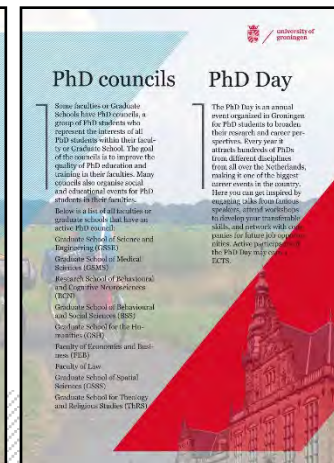 university of
groningen
PhD councils
Some faculties or Graduate
Schools have PhD councils, a
group of PhD students who
represent the interests of all
PhD students within their facul-
ty or Graduate School. The goal
of the councils is to improve the
quality of PhD education and
training in their faculties. Many
councils also organise social
and educational events for PhD
students in their faculties.
Below is a list of all faculties or
graduate schools that have an
active PhD council:
Graduate School of Science and
Engineering (GSSE)
Graduate School of Medical
Sciences (GSMS)
Research School of Behavioural
and Cognitive Neurosciences
(BCN)
Graduate School of Behavioural
and Social Sciences (BSS)
Graduate School for the Hu-
manities (GSH)
Faculty of Economics and Busi-
ness (FEB)
Faculty of Law
Graduate School of Spatial
Sciences (GSSS)
Graduate School for Theology
and Religious Studies (ThRS)
PhD Day
The PhD Day is an annual
event organized in Groningen
for PhD students to broaden
their research and career per-
spectives. Every year it
attracts hundreds of PhDs
from different disciplines
from all over the Netherlands,
making it one of the biggest
career events in the country.
Here you can get inspired by
engaging talks from famous
speakers, attend workshops
to develop your transferable
skills, and network with com-
panies for future job
nities. Active
the PhD Day may
ECTS.